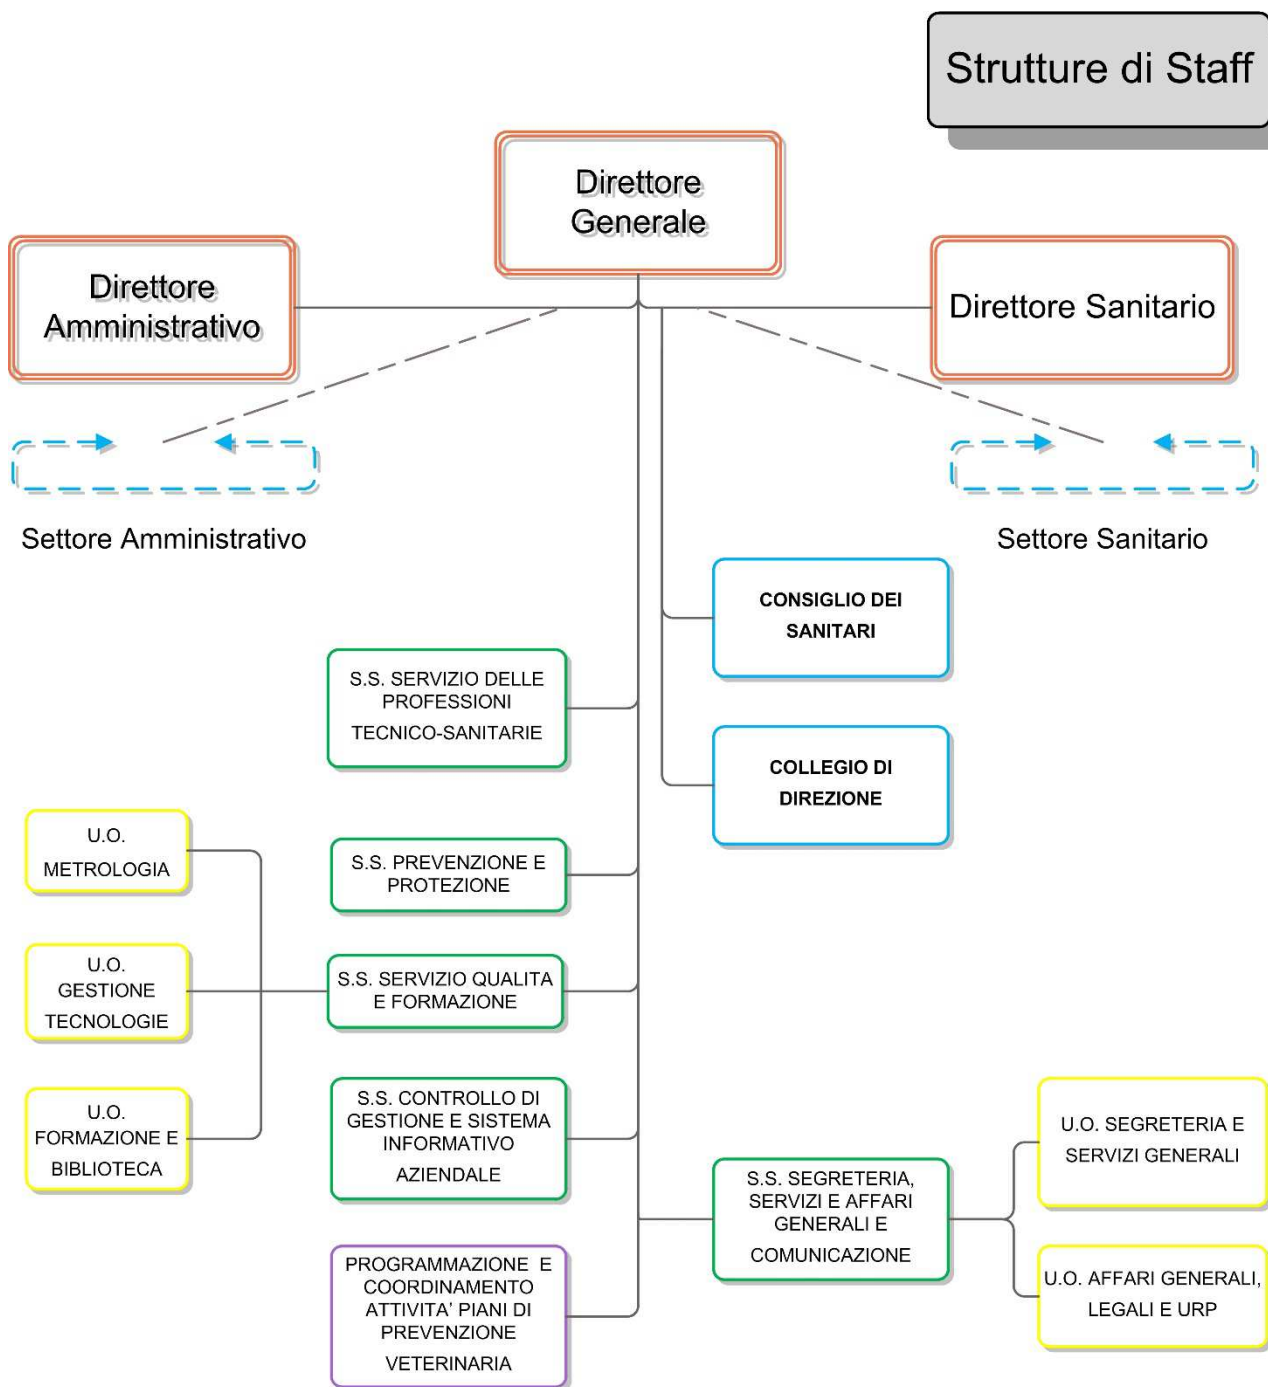 Strutture di Staff
Direttore
Generale
Direttore
Amministrativo
Direttore Sanitario
Settore Amministrativo
Settore Sanitario
CONSIGLIO DEI
SANITARI
S.S. SERVIZIO DELLE
PROFESSIONI
TECNICO-SANITARIE
COLLEGIO DI
DIREZIONE
U.O.
METROLOGIA
S.S. PREVENZIONE E
PROTEZIONE
U.O.
GESTIONE
TECNOLOGIE
S.S. SERVIZIO QUALITA
E FORMAZIONE
U.O.
FORMAZIONE E
BIBLIOTECA
S.S. CONTROLLO DI
GESTIONE E SISTEMA
INFORMATIVO
AZIENDALE
S.S. SEGRETERIA,
SERVIZI E AFFARI
GENERALI E
COMUNICAZIONE
U.O. SEGRETERIA E
SERVIZI GENERALI
PROGRAMMAZIONE E
COORDINAMENTO
ATTIVITA’ PIANI DI
PREVENZIONE
VETERINARIA
U.O. AFFARI GENERALI,
LEGALI E URP